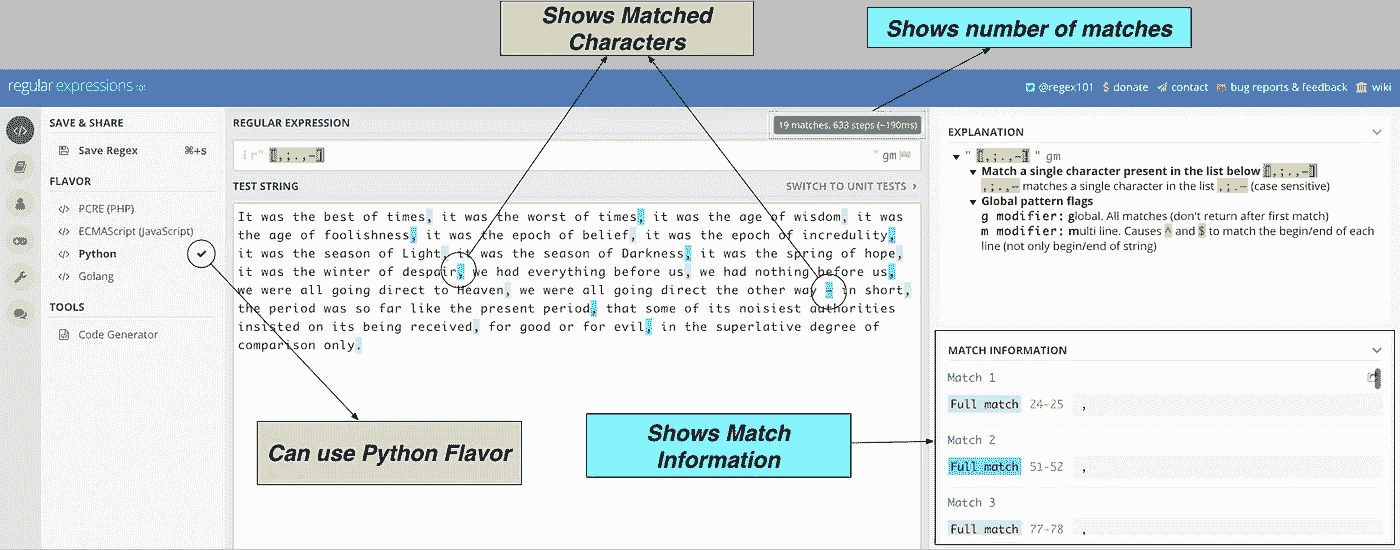 Shows Matched
Characters
Shows number of matches
regular expressions 101
@regex101 $ donate contact bug reports & feedback wiki
SAVE & SHARE
Save Regex ⌘+S
FLAVOR
</> PCRE (PHP)
</> ECMAScript (JavaScript)
</> Python
</> Golang
TOOLS
Code Generator
REGULAR EXPRESSION
19 matches, 633 steps (~190ms)
r" [,;.,–] " gm
TEST STRING
SWITCH TO UNIT TESTS
It was the best of times, it was the worst of times, it was the age of wisdom, it was
the age of foolishness, it was the epoch of belief, it was the epoch of incredulity,
it was the season of Light, it was the season of Darkness, it was the spring of hope,
it was the winter of despair, we had everything before us, we had nothing before us,
we were all going direct to Heaven, we were all going direct the other way – in short,
the period was so far like the present period, that some of its noisiest authorities
insisted on its being received, for good or for evil, in the superlative degree of
comparison only.
Can use Python Flavor
Shows Match
Information
EXPLANATION
" [,;.,–] " gm
Match a single character present in the list below [,;.,–]
,;.,– matches a single character in the list ,;.– (case sensitive)
Global pattern flags
g modifier: global. All matches (don't return after first match)
m modifier: multi line. Causes ^ and $ to match the begin/end of each
line (not only begin/end of string)
MATCH INFORMATION
Match 1
Full match 24-25 ,
Match 2
Full match 51-52 ,
Match 3
Full match 77-78 ,